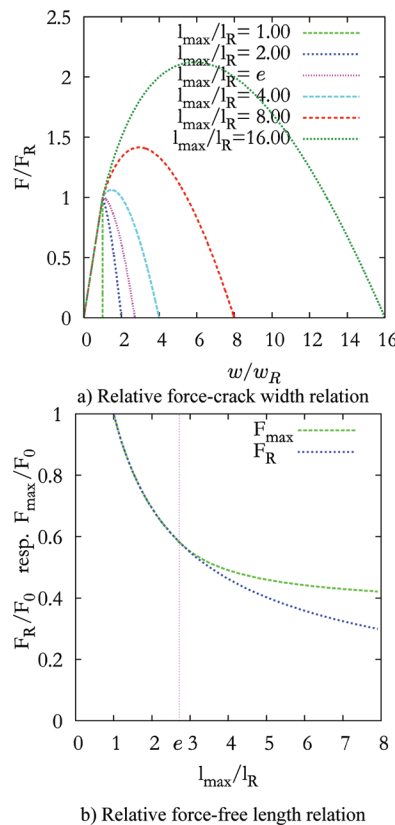 2.5
2
1.5
1
0.5
0
F/F_R
l_max/l_R= 1.00
l_max/l_R= 2.00
l_max/l_R= e
l_max/l_R= 4.00
l_max/l_R= 8.00
l_max/l_R=16.00
0 2 4 6 8 10 12 14 16
w/w_R
a) Relative force-crack width relation
1
0.8
0.6
0.4
0.2
0
F_R/F_0 resp. F_max/F_0
F_max
F_R
0 1 2 e 3 4 5 6 7 8
l_max/l_R
b) Relative force-free length relation